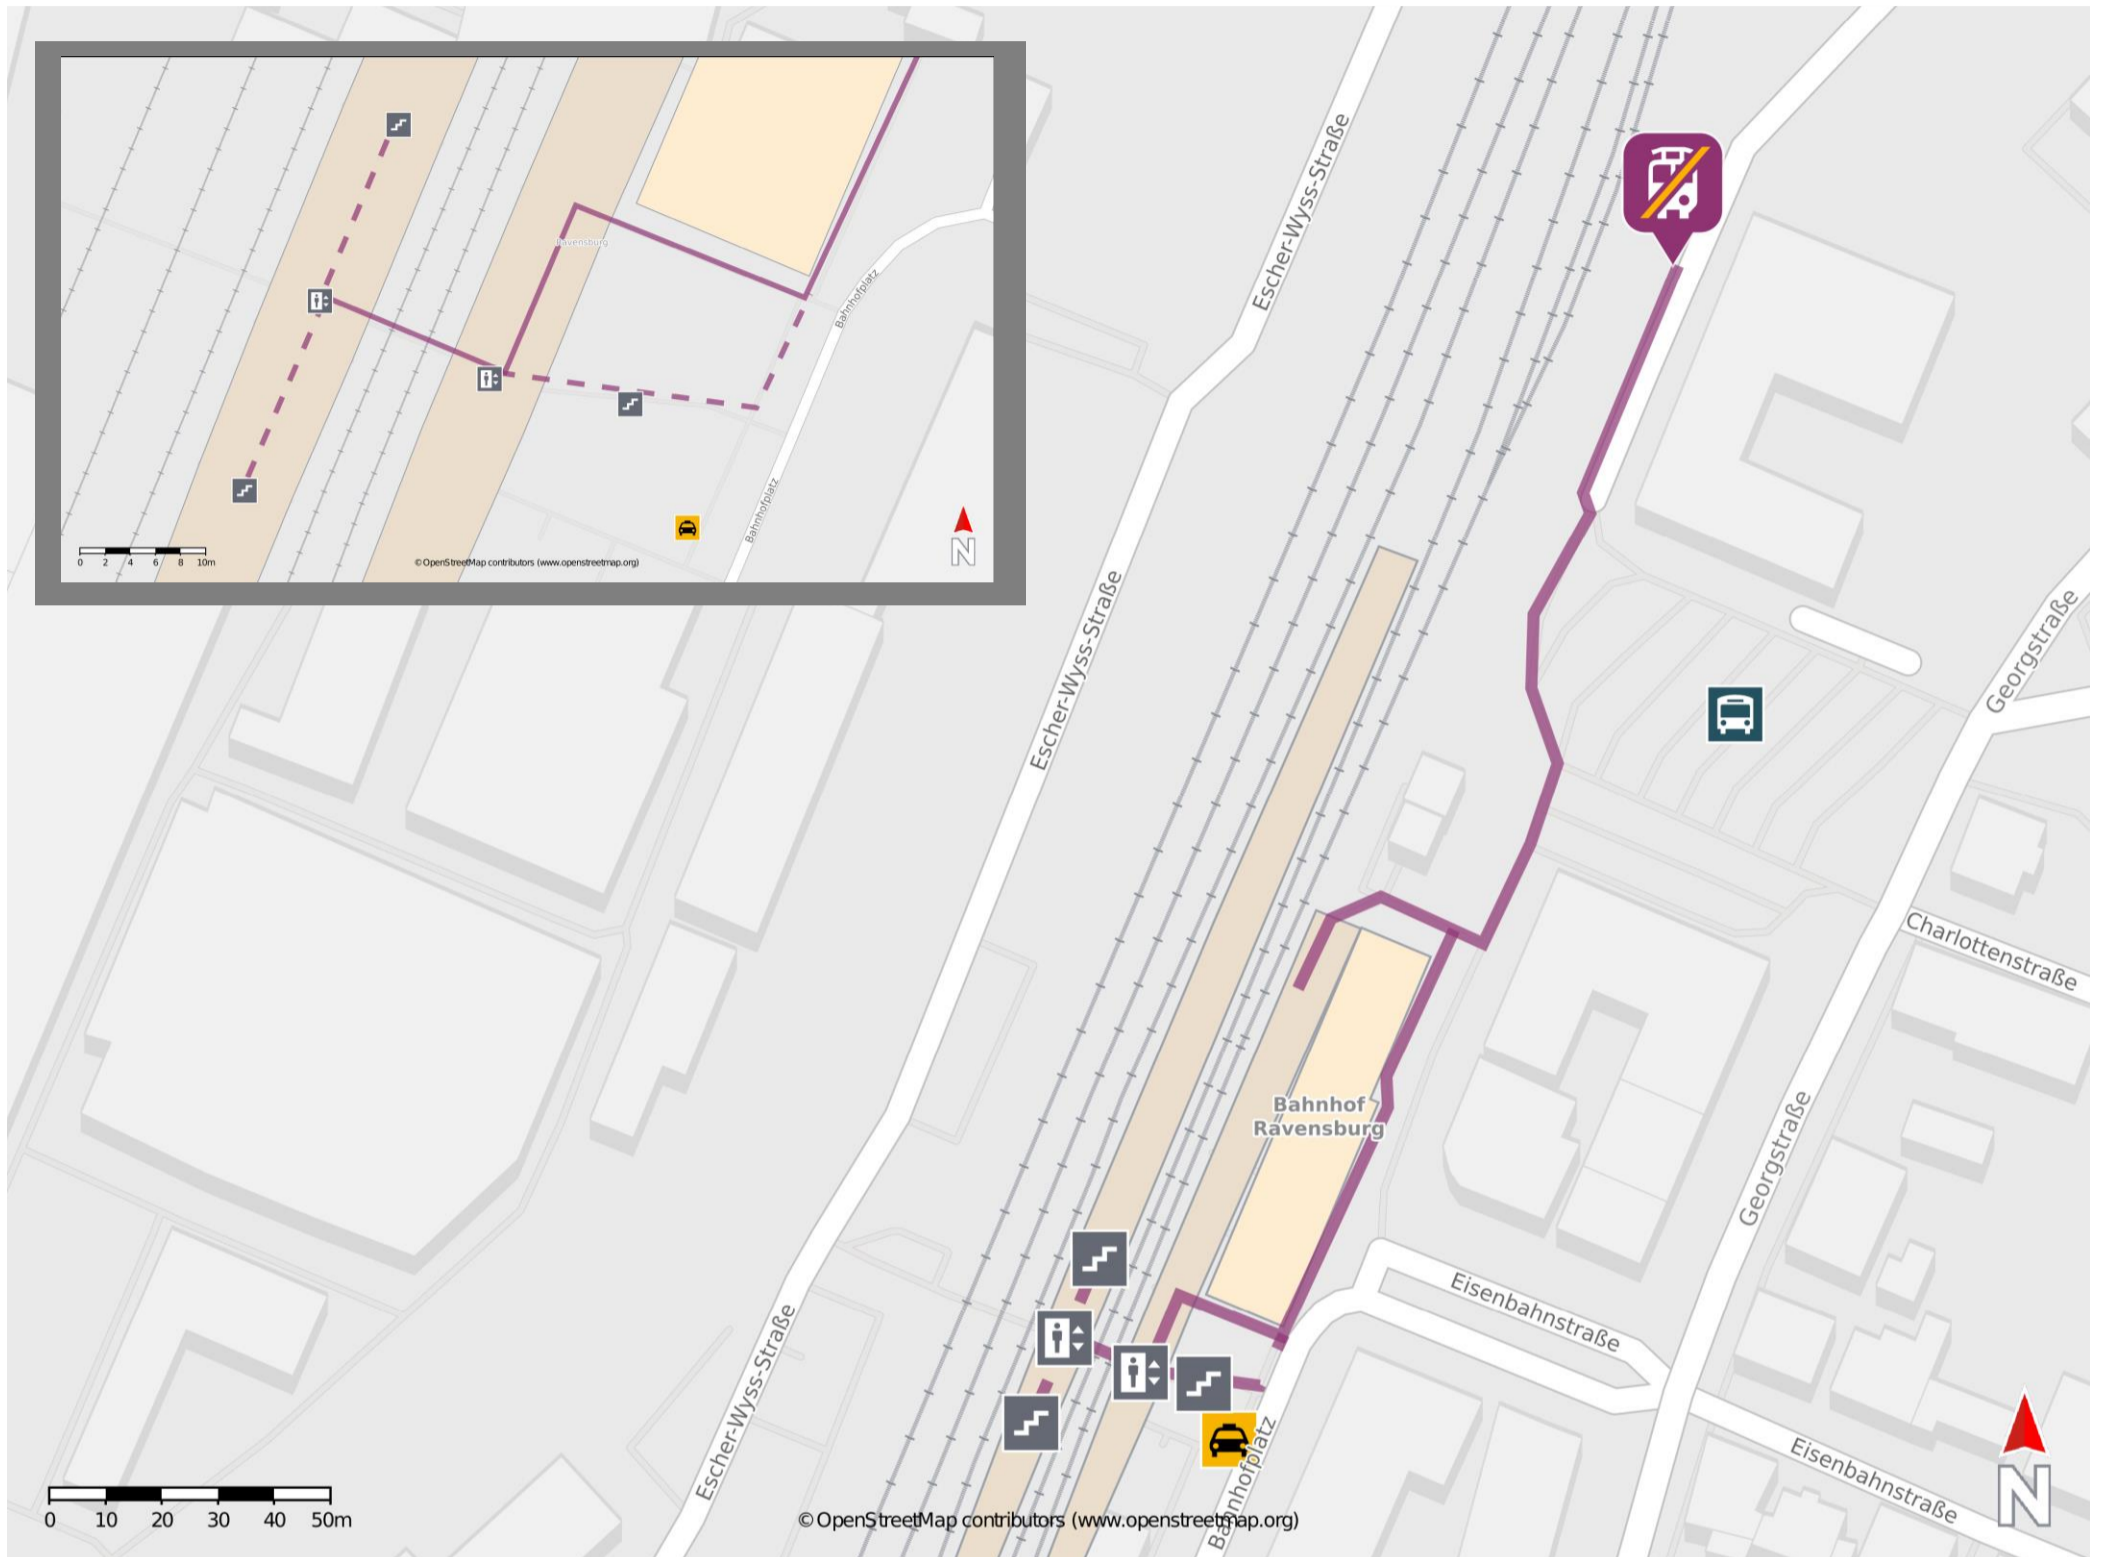 Ravensburg
Bahnhofplatz
Bahnhofplatz
0 2 4 6 8 10m
© OpenStreetMap contributors (www.openstreetmap.org)
N
Escher-Wyss-Straße
Escher-Wyss-Straße
Georgstraße
Charlottenstraße
Bahnhof
Ravensburg
Georgstraße
Eisenbahnstraße
Escher-Wyss-Straße
Bahnhofplatz
Eisenbahnstraße
0 10 20 30 40 50m
© OpenStreetMap contributors (www.openstreetmap.org)
N